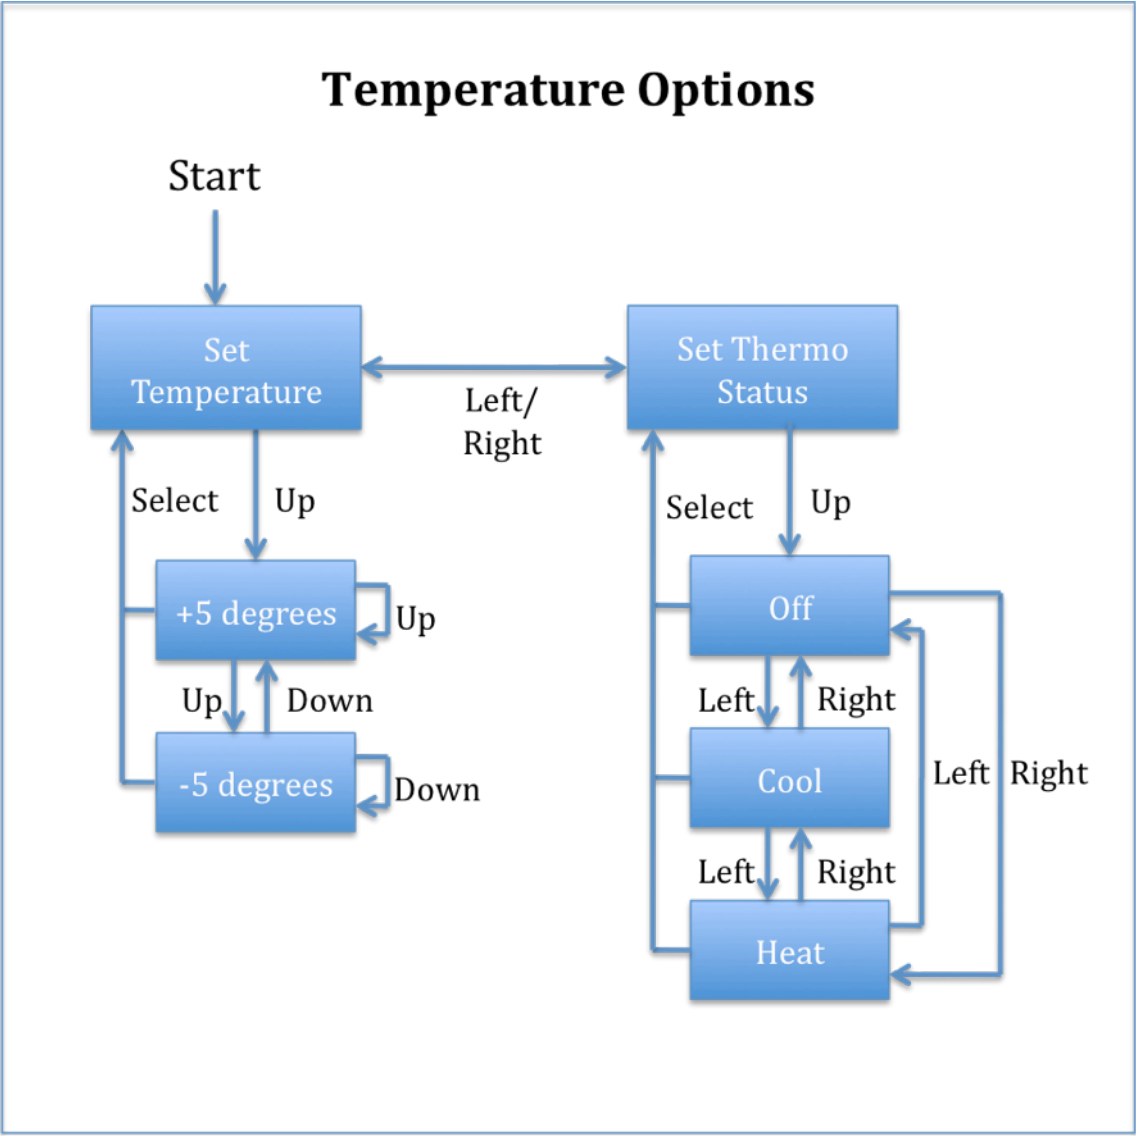 Temperature Options
Start
Set
Temperature
Set Thermo
Status
Left/
Right
Select
Up
Select
Up
+5 degrees
Up
Off
Up
Down
Left
Right
-5 degrees
Down
Cool
Left
Right
Left
Right
Heat